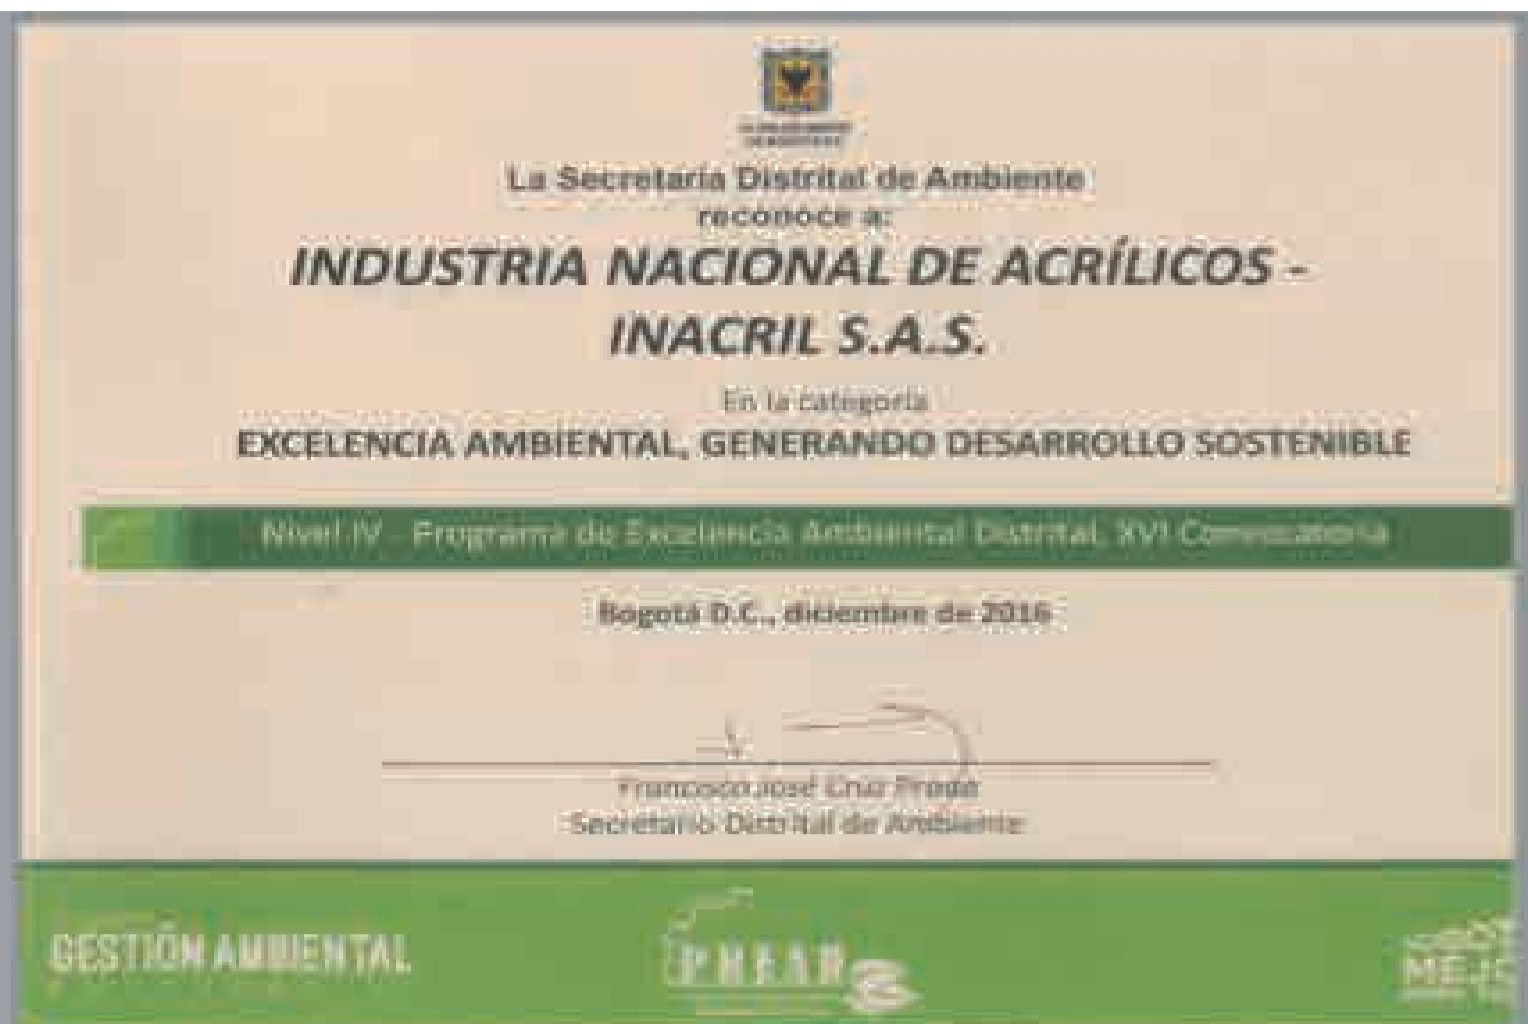 La Secretaría Distrital de Ambiente
reconoce a:
INDUSTRIA NACIONAL DE ACRÍLICOS -
INACRIL S.A.S.
En la categoría
EXCELENCIA AMBIENTAL, GENERANDO DESARROLLO SOSTENIBLE
Nivel IV - Programa de Excelencia Ambiental Distrital, XVI Convocatoria
Bogotá D.C., diciembre de 2016
Francisco José Cruz Prada
Secretario Distrital de Ambiente
GESTIÓN AMBIENTAL